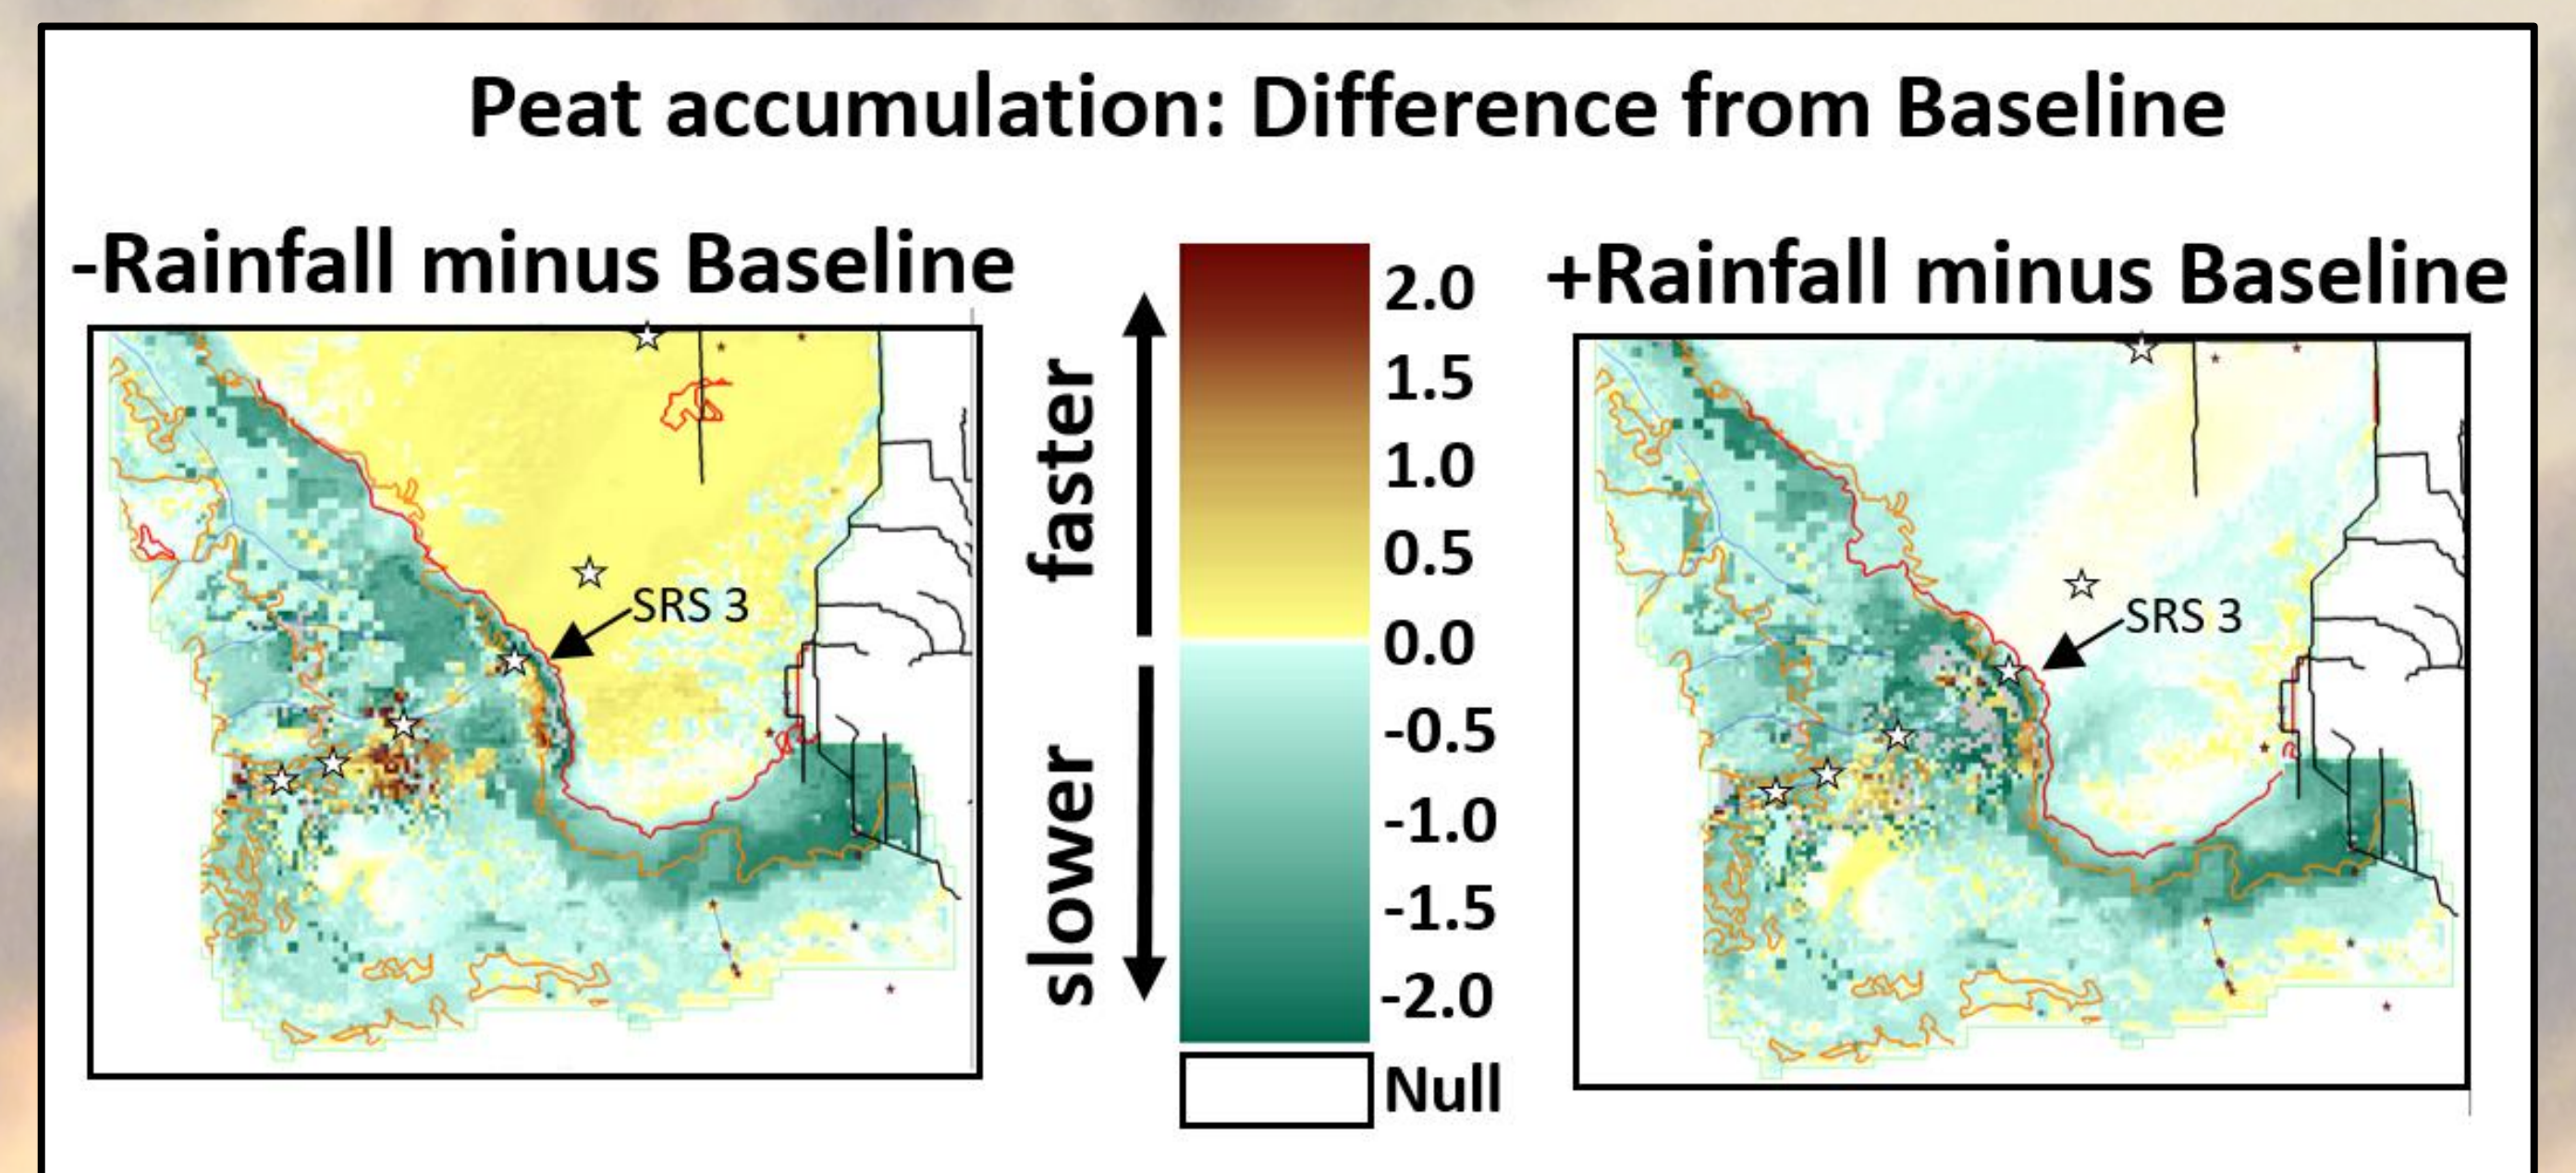 Peat accumulation: Difference from Baseline
-Rainfall minus Baseline
SRS 3
faster
slower
2.0
1.5
1.0
0.5
0.0
-0.5
-1.0
-1.5
-2.0
Null
+Rainfall minus Baseline
SRS 3